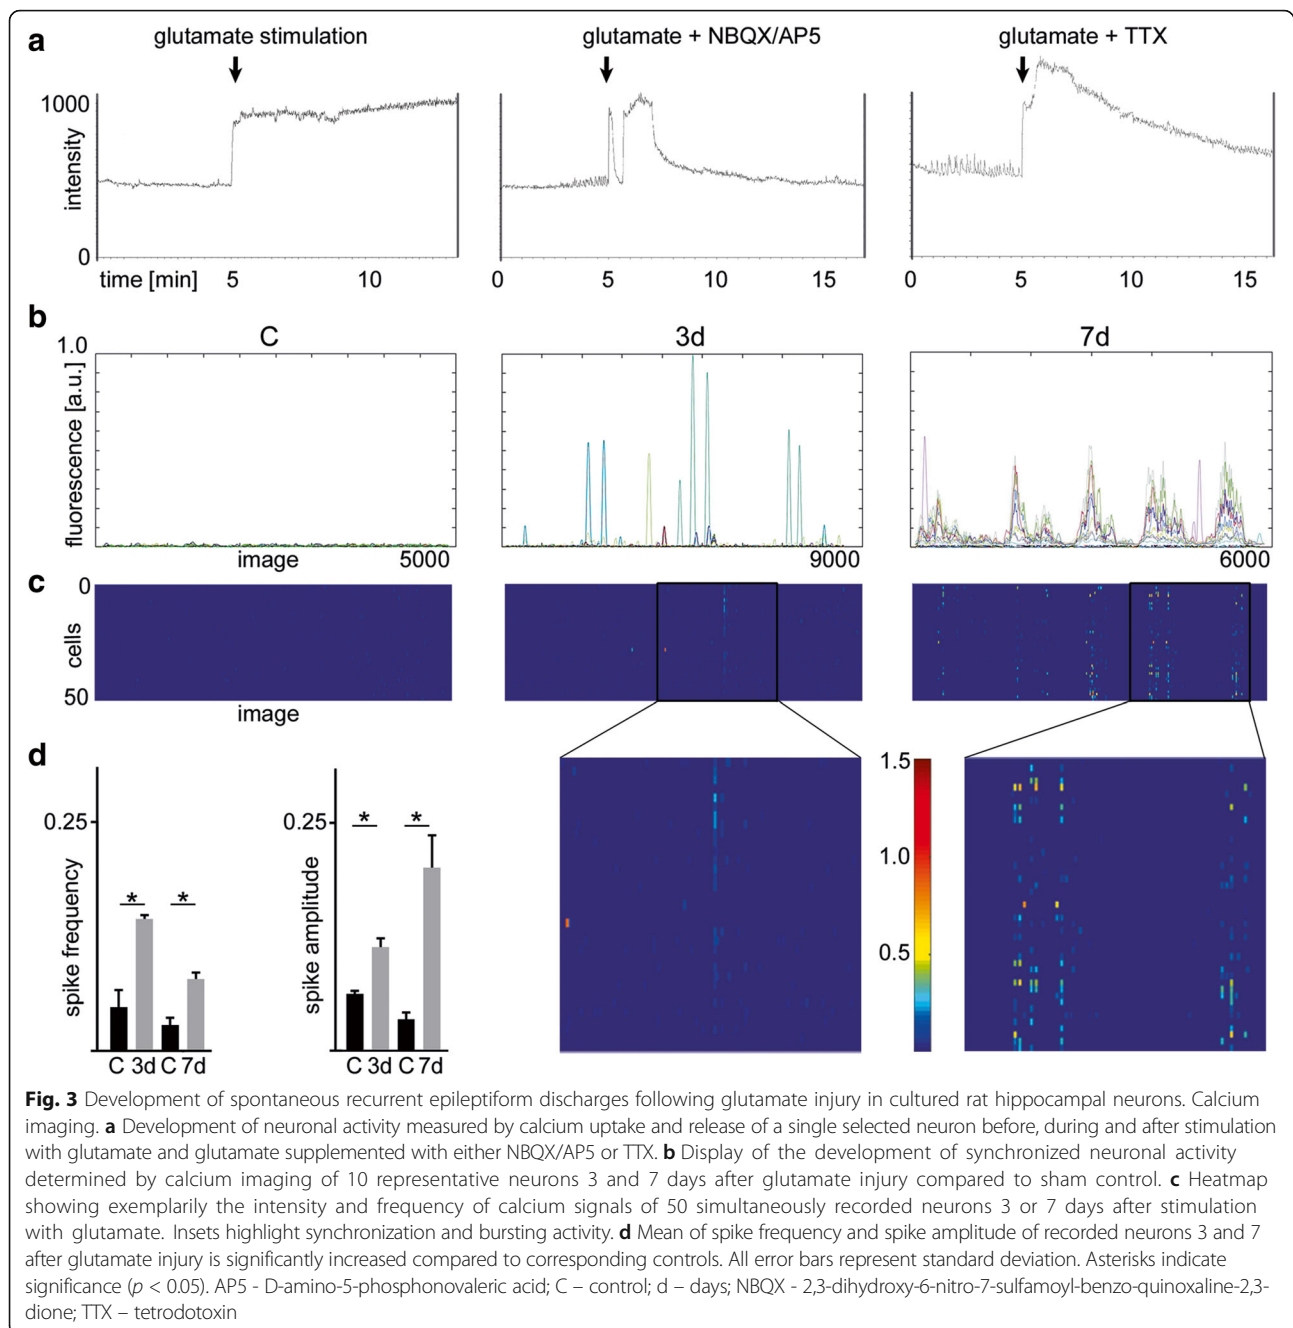 a
glutamate stimulation
glutamate + NBQX/AP5
glutamate + TTX
1000
intensity
0
time [min] 5 10
0 5 10 15
0 5 10 15
b
C
3d
7d
1.0
fluorescence [a.u.]
image 5000
9000
6000
c
0
cells
50
image
d
0.25
spike frequency
* *
C 3d C 7d
0.25
spike amplitude
* *
C 3d C 7d
1.5
1.0
0.5
Fig. 3 Development of spontaneous recurrent epileptiform discharges following glutamate injury in cultured rat hippocampal neurons. Calcium
imaging. a Development of neuronal activity measured by calcium uptake and release of a single selected neuron before, during and after stimulation
with glutamate and glutamate supplemented with either NBQX/AP5 or TTX. b Display of the development of synchronized neuronal activity
determined by calcium imaging of 10 representative neurons 3 and 7 days after glutamate injury compared to sham control. c Heatmap
showing exemplarily the intensity and frequency of calcium signals of 50 simultaneously recorded neurons 3 or 7 days after stimulation
with glutamate. Insets highlight synchronization and bursting activity. d Mean of spike frequency and spike amplitude of recorded neurons 3 and 7
after glutamate injury is significantly increased compared to corresponding controls. All error bars represent standard deviation. Asterisks indicate
significance (p < 0.05). AP5 - D-amino-5-phosphonovaleric acid; C – control; d – days; NBQX - 2,3-dihydroxy-6-nitro-7-sulfamoyl-benzo-quinoxaline-2,3-
dione; TTX – tetrodotoxin